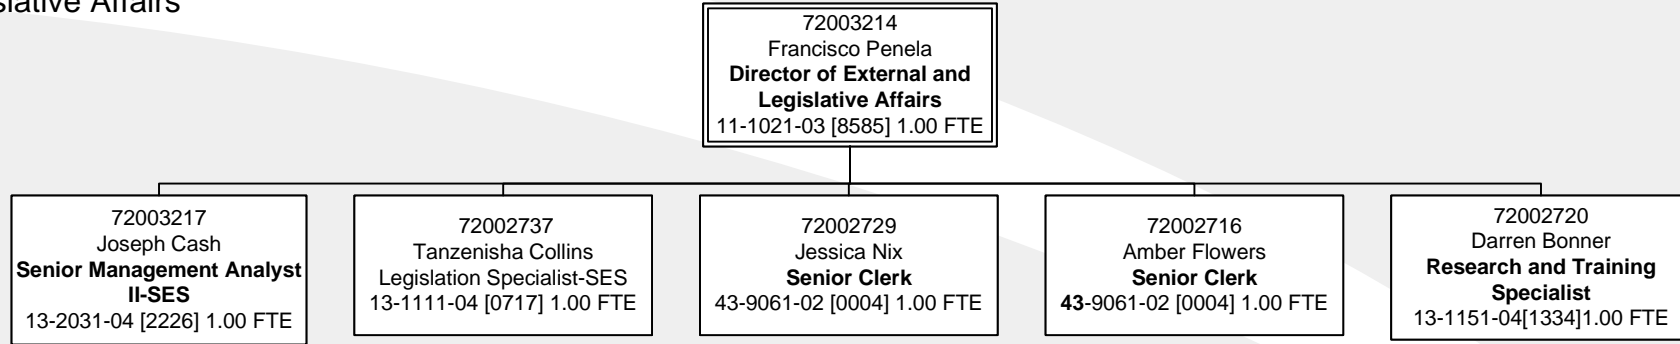 72003214
Francisco Penela
Director of External and
Legislative Affairs
11-1021-03 [8585] 1.00 FTE
72003217
Joseph Cash
Senior Management Analyst
II-SES
13-2031-04 [2226] 1.00 FTE
72002737
Tanzenisha Collins
Legislation Specialist-SES
13-1111-04 [0717] 1.00 FTE
72002729
Jessica Nix
Senior Clerk
43-9061-02 [0004] 1.00 FTE
72002716
Amber Flowers
Senior Clerk
43-9061-02 [0004] 1.00 FTE
72002720
Darren Bonner
Research and Training
Specialist
13-1151-04[1334]1.00 FTE